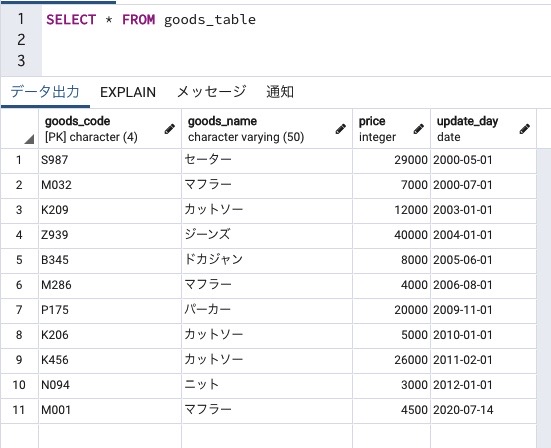 1 SELECT * FROM goods_table
2
3
データ出力 EXPLAIN メッセージ 通知
goods_code goods_name price update_day
[PK] character (4) character varying (50) integer date
1 S987 セーター 29000 2000-05-01
2 M032 マフラー 7000 2000-07-01
3 K209 カットソー 12000 2003-01-01
4 Z939 ジーンズ 40000 2004-01-01
5 B345 ドカジャン 8000 2005-06-01
6 M286 マフラー 4000 2006-08-01
7 P175 パーカー 20000 2009-11-01
8 K206 カットソー 5000 2010-01-01
9 K456 カットソー 26000 2011-02-01
10 N094 ニット 3000 2012-01-01
11 M001 マフラー 4500 2020-07-14